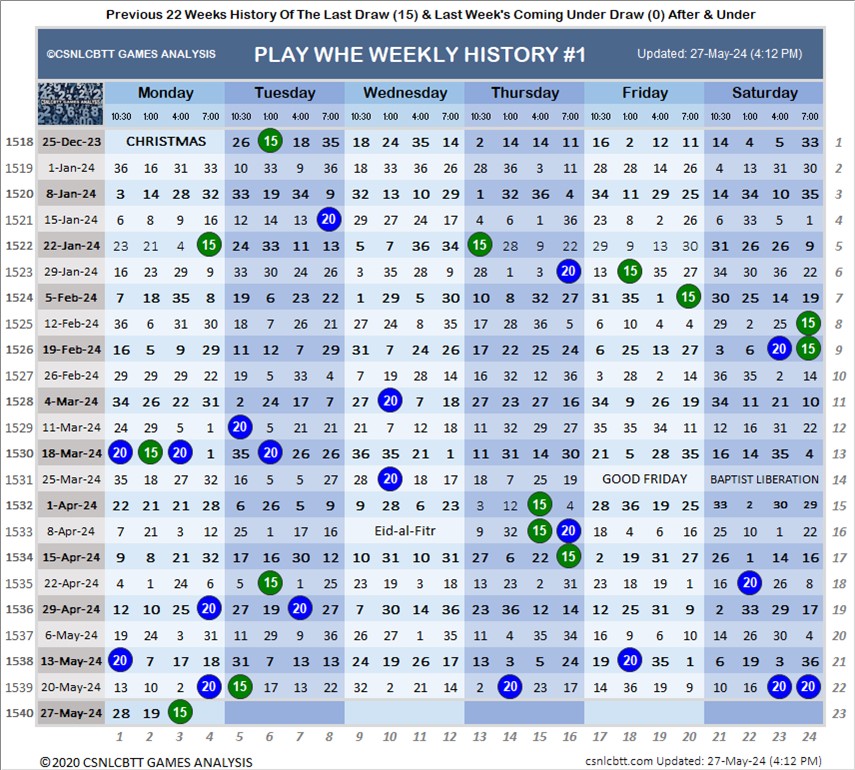 Previous 22 Weeks History Of The Last Draw (15) & Last Week's Coming Under Draw (0) After & Under
©CSNLCBTT GAMES ANALYSIS PLAY WHE WEEKLY HISTORY #1 Updated: 27-May-24 (4:12 PM)
Monday Tuesday Wednesday Thursday Friday Saturday
10:30 1:00 4:00 7:00 10:30 1:00 4:00 7:00 10:30 1:00 4:00 7:00 10:30 1:00 4:00 7:00 10:30 1:00 4:00 7:00 10:30 1:00 4:00 7:00
1518 25-Dec-23 CHRISTMAS 26 15 18 35 18 24 35 14 2 14 14 11 16 2 12 11 14 4 5 33 1
1519 1-Jan-24 36 16 31 33 10 33 9 36 18 33 36 26 28 36 3 11 28 28 14 26 4 13 31 30 2
1520 8-Jan-24 3 14 28 32 33 19 34 9 32 13 10 29 1 32 36 4 34 11 29 25 14 34 10 35 3
1521 15-Jan-24 6 8 9 16 12 14 13 20 29 27 24 17 4 6 1 36 23 8 2 26 6 33 5 1 4
1522 22-Jan-24 23 21 4 15 24 33 11 13 5 7 36 34 15 28 9 22 29 9 13 30 31 26 26 9 5
1523 29-Jan-24 16 23 29 9 33 30 24 26 3 35 28 9 28 1 3 20 13 15 35 27 34 30 36 22 6
1524 5-Feb-24 7 18 35 8 19 6 23 22 1 29 5 30 10 8 32 27 31 35 1 15 30 25 14 19 7
1525 12-Feb-24 36 6 31 30 18 7 26 21 27 24 8 35 17 28 36 5 6 10 4 4 29 2 25 15 8
1526 19-Feb-24 16 5 9 29 11 12 7 29 31 7 24 26 17 22 25 24 6 25 13 27 3 6 20 15 9
1527 26-Feb-24 29 29 29 22 19 5 33 4 7 19 28 14 16 32 12 36 3 28 2 14 36 35 2 14 10
1528 4-Mar-24 34 26 22 31 2 24 17 7 27 20 7 18 27 23 27 16 34 9 26 19 34 11 21 10 11
1529 11-Mar-24 24 29 5 1 20 5 21 21 21 7 12 18 11 32 29 27 35 35 34 11 12 16 31 22 12
1530 18-Mar-24 20 15 20 1 35 20 26 26 36 35 21 1 11 31 14 30 21 5 28 35 16 14 35 4 13
1531 25-Mar-24 35 18 27 32 16 5 5 27 28 20 17 18 18 7 25 19 GOOD FRIDAY BAPTIST LIBERATION 14
1532 1-Apr-24 22 21 21 28 6 26 5 9 9 28 6 23 3 12 15 4 28 36 19 25 33 2 30 29 15
1533 8-Apr-24 7 21 3 12 25 1 17 16 Eid-al-Fitr 9 32 15 20 18 4 6 16 25 10 1 22 16
1534 15-Apr-24 9 8 21 32 17 16 30 12 10 31 10 31 27 6 22 15 2 19 31 27 26 1 14 16 17
1535 22-Apr-24 4 1 24 6 5 15 1 25 23 19 3 18 13 23 2 31 23 18 19 1 16 20 26 8 18
1536 29-Apr-24 12 10 25 20 27 19 20 27 7 30 14 36 23 36 12 14 12 25 31 9 2 33 29 17 19
1537 6-May-24 19 24 3 31 11 29 9 36 26 27 1 35 11 4 35 34 16 9 6 10 14 26 30 4 20
1538 13-May-24 20 7 17 18 31 7 13 13 24 19 26 17 13 3 5 24 19 20 35 1 6 19 3 36 21
1539 20-May-24 13 10 2 20 15 17 13 22 32 2 21 14 2 20 23 17 14 36 19 9 10 16 20 20 22
1540 27-May-24 28 19 15 23
1 2 3 4 5 6 7 8 9 10 11 12 13 14 15 16 17 18 19 20 21 22 23 24
©2020 CSNLCBTT GAMES ANALYSIS csnlcbtt.com Updated: 27-May-24 (4:12 PM)